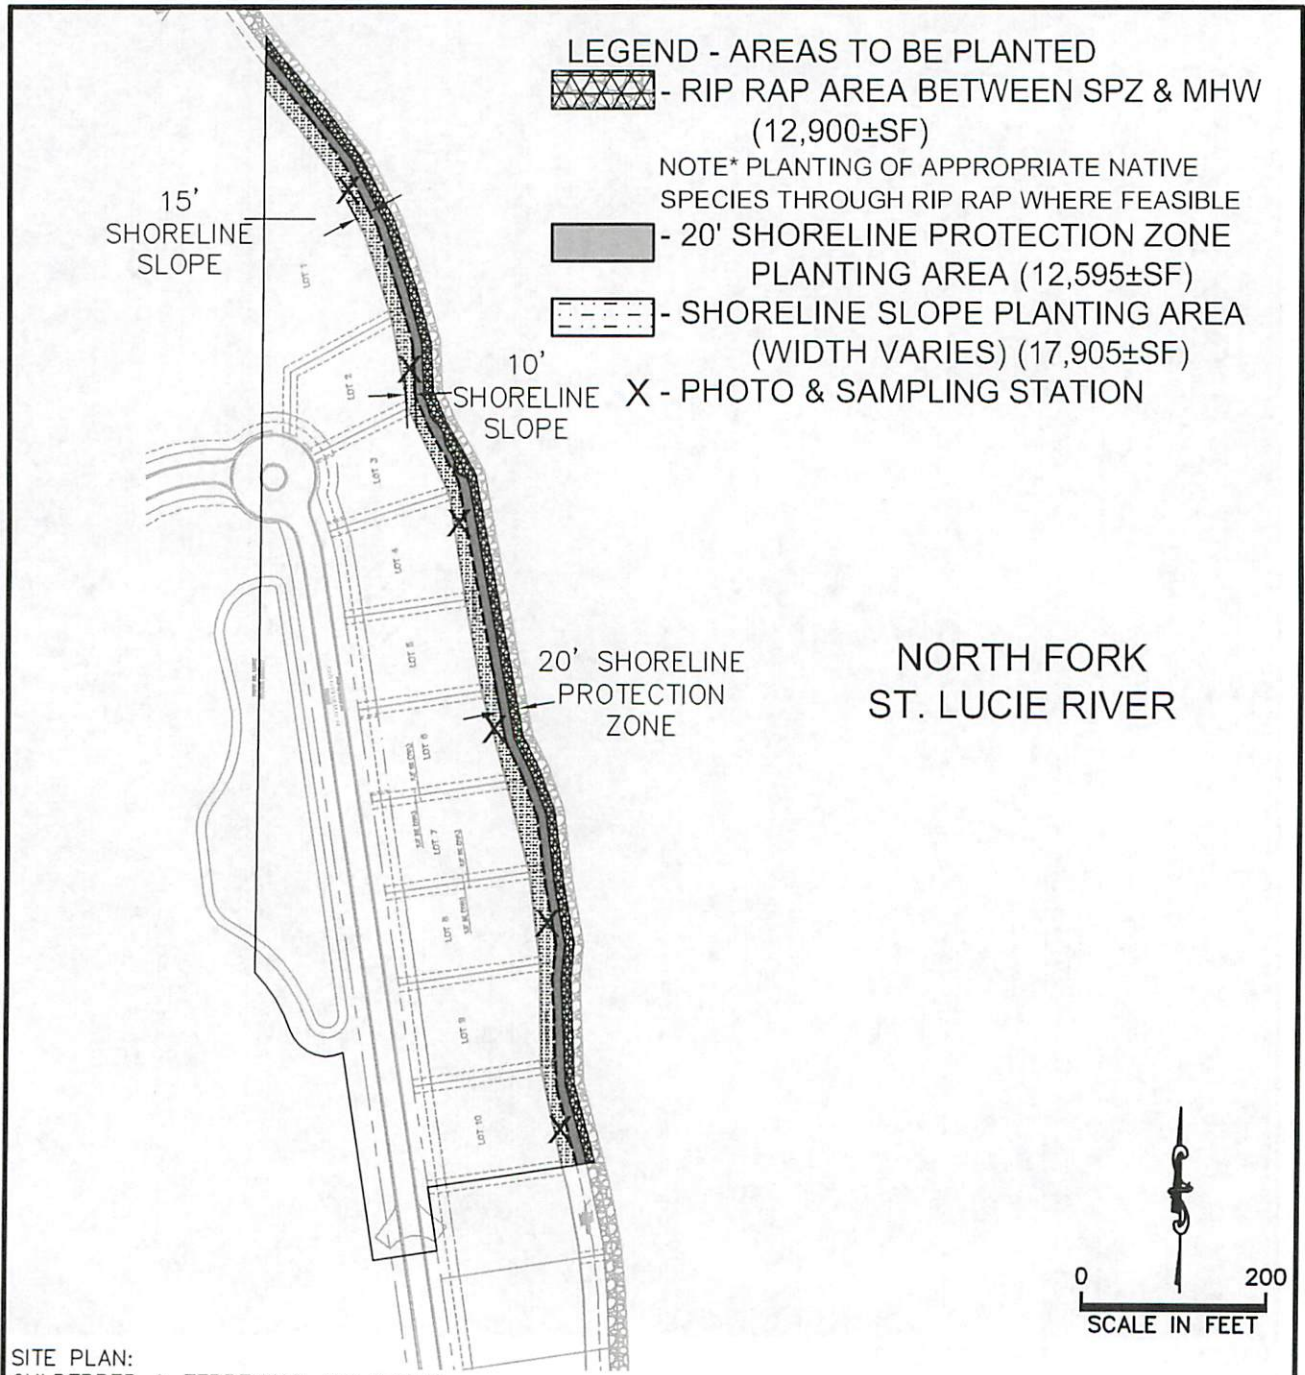 LEGEND - AREAS TO BE PLANTED
- RIP RAP AREA BETWEEN SPZ & MHW
(12,900±SF)
NOTE* PLANTING OF APPROPRIATE NATIVE
SPECIES THROUGH RIP RAP WHERE FEASIBLE
- 20' SHORELINE PROTECTION ZONE
PLANTING AREA (12,595±SF)
- SHORELINE SLOPE PLANTING AREA
(WIDTH VARIES) (17,905±SF)
X - PHOTO & SAMPLING STATION
15'
SHORELINE
SLOPE
10'
SHORELINE
SLOPE
20' SHORELINE
PROTECTION
ZONE
NORTH FORK
ST. LUCIE RIVER
LOT 1
LOT 2
LOT 3
LOT 4
LOT 5
LOT 6
LOT 7
LOT 8
LOT 9
LOT 10
X
X
X
X
X
X
0 200
SCALE IN FEET
SITE PLAN: